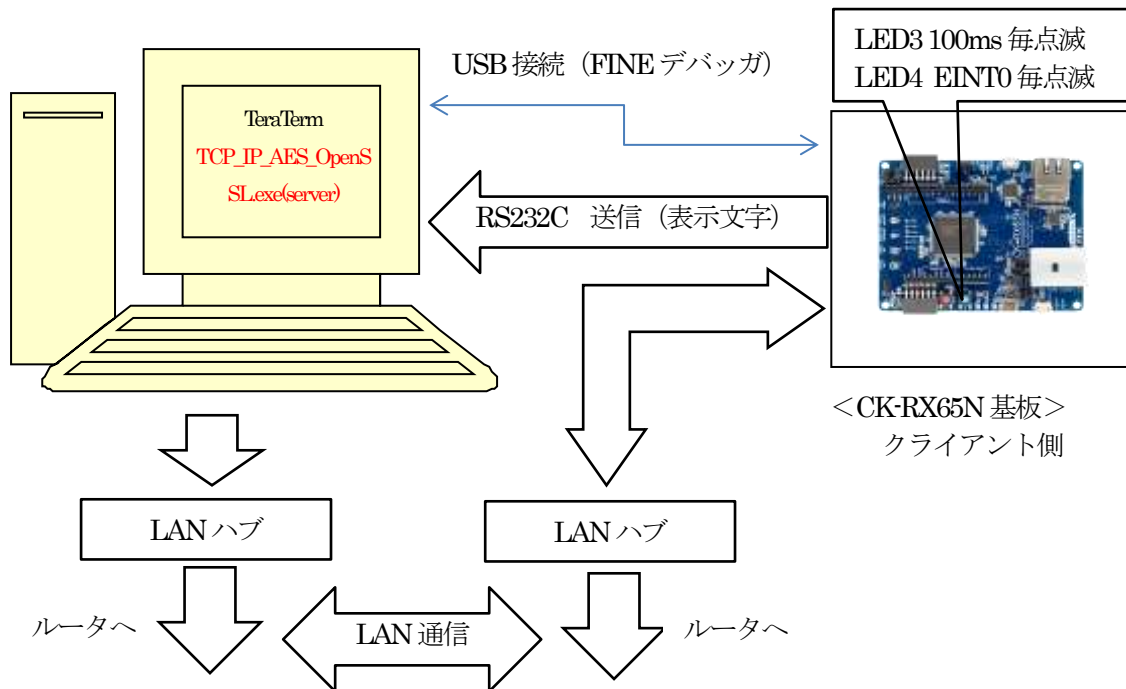 LED3 100ms 毎点滅
LED4 EINT0 毎点滅
USB 接続（FINE デバッガ）
TeraTerm
TCP_IP_AES_OpenS
SL.exe(server)
RS232C　送信（表示文字）
＜CK-RX65N 基板＞
クライアント側
LAN ハブ
LAN ハブ
ルータへ
LAN 通信
ルータへ